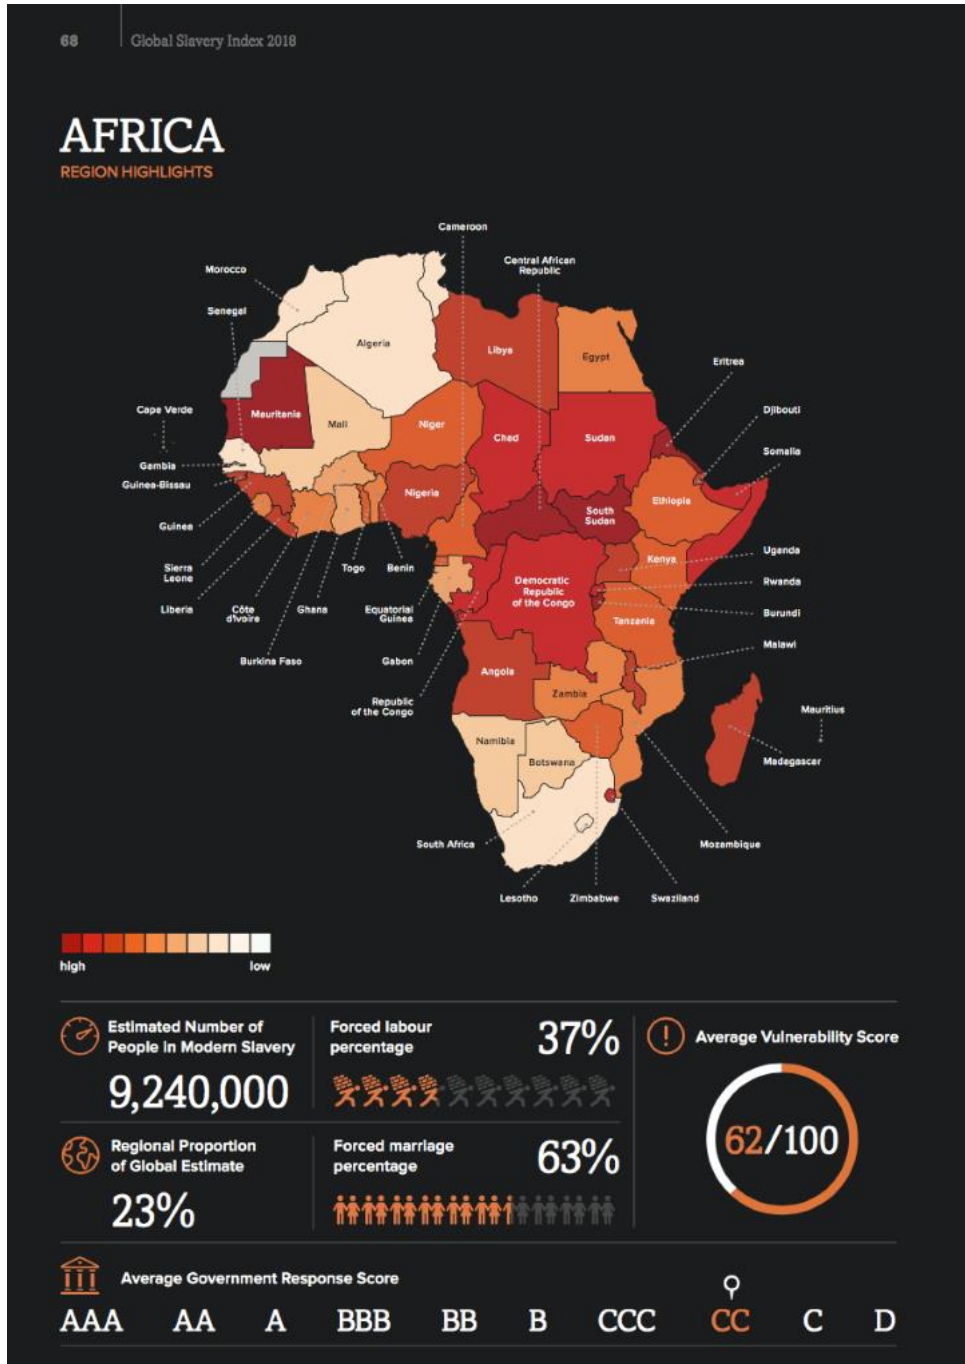 68
Global Slavery Index 2018
AFRICA
REGION HIGHLIGHTS
Cameroon
Central African
Republic
Morocco
Senegal
Algeria
Libya
Egypt
Eritrea
Cape Verde
Mauritania
Mali
Niger
Chad
Sudan
Djibouti
Somalia
Gambia
Guinea-Bissau
Nigeria
Ethiopia
South
Sudan
Guinea
Uganda
Kenya
Sierra
Leone
Togo
Benin
Democratic
Republic
of the Congo
Rwanda
Liberia
Côte
d'Ivoire
Ghana
Equatorial
Guinea
Burundi
Tanzania
Malawi
Burkina Faso
Gabon
Angola
Zambia
Republic
of the Congo
Mauritius
Namibia
Botswana
Madagascar
South Africa
Mozambique
Lesotho
Zimbabwe
Swaziland
high
low
Estimated Number of
People in Modern Slavery
9,240,000
Forced labour
percentage
37%
Average Vulnerability Score
62/100
Regional Proportion
of Global Estimate
23%
Forced marriage
percentage
63%
Average Government Response Score
AAA AA A BBB BB B CCC CC C D